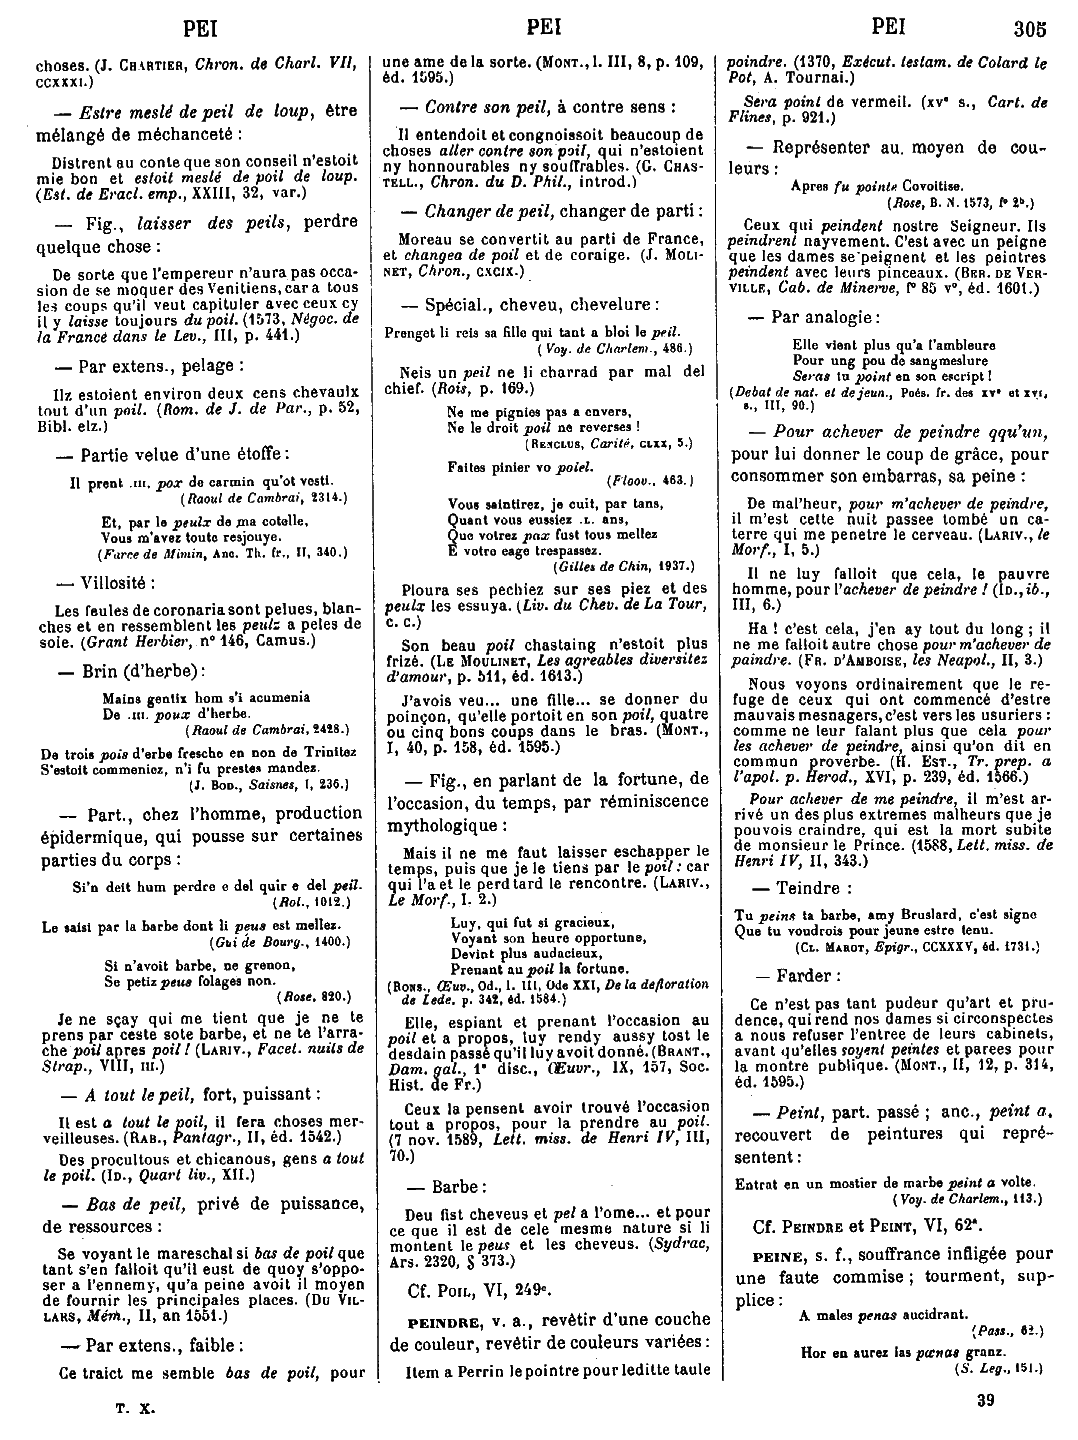 PEI
PEI
PEI
305
choses. (J. CHARTIER, Chron. de Charl. VII,
CCXXXI.)
— Estre meslé de peil de loup, être
mélangé de méchanceté :
Distrent au conte que son conseil n'estoit
mie bon et estoit meslé de poil de loup.
(Est. de Eracl. emp., XXIII, 32, var.)
— Fig., laisser des peils, perdre
quelque chose :
De sorte que l'empereur n'aura pas occa-
sion de se moquer des Venitiens, car a tous
les coups qu'il veut capituler avec ceux cy
il y laisse toujours du poil. (1573, Négoc. de
la France dans le Lev., III, p. 441.)
— Par extens., pelage :
Ilz estoient environ deux cens chevaulx
tout d'un poil. (Rom. de J. de Par., p. 52,
Bibl. elz.)
— Partie velue d'une étoffe :
Il prent .III. pox de carmin qu'ot vesti.
(Raoul de Cambrai, 2314.)
Et, par le peulx de ma cotelle,
Vous m'avez toute resjouye.
(Farce de Mimin, Anc. Th. fr., II, 340.)
— Villosité :
Les feules de coronaria sont pelues, blan-
ches et en ressemblent les peulz a peles de
soie. (Grant Herbier, n° 146, Camus.)
— Brin (d'herbe) :
Mains gentix hom s'i acumenia
De .III. poux d'herbe.
(Raoul de Cambrai, 2428.)
De trois pois d'erbe fresche en non de Trinitez
S'estoit commeniez, n'i fu prestes mandez.
(J. BOD., Saisnes, I, 236.)
— Part., chez l'homme, production
épidermique, qui pousse sur certaines
parties du corps :
Si'n deit hum perdre e del quir e del peil.
(Rol., 1012.)
Le saisi par la barbe dont li peus est mellez.
(Gui de Bourg., 1400.)
Si n'avoit barbe, ne grenon,
Se petiz peus folages non.
(Rose, 820.)
Je ne sçay qui me tient que je ne te
prens par ceste sote barbe, et ne te l'arra-
che poil apres poil ! (LARIV., Facet. nuits de
Strap., VIII, III.)
— A tout le peil, fort, puissant :
Il est a tout le poil, il fera choses mer-
veilleuses. (RAB., Pantagr., II, éd. 1542.)
Des procultous et chicanous, gens a tout
le poil. (ID., Quart liv., XII.)
— Bas de peil, privé de puissance,
de ressources :
Se voyant le mareschal si bas de poil que
tant s'en falloit qu'il eust de quoy s'oppo-
ser a l'ennemy, qu'a peine avoit il moyen
de fournir les principales places. (DU VIL-
LARS, Mém., II, an 1551.)
— Par extens., faible :
Ce traict me semble bas de poil, pour
T. X.
une ame de la sorte. (MONT., l. III, 8, p. 109,
éd. 1595.)
— Contre son peil, à contre sens :
Il entendoit et congnoissoit beaucoup de
choses aller contre son poil, qui n'estoient
ny honnourables ny souffrables. (G. CHAS-
TELL., Chron. du D. Phil., introd.)
— Changer de peil, changer de parti :
Moreau se convertit au parti de France,
et changea de poil et de coraige. (J. MOLI-
NET, Chron., CXCIX.)
— Spécial., cheveu, chevelure :
Prenget li reis sa fille qui tant a bloi le peil.
(Voy. de Charlem., 486.)
Neis un peil ne li charrad par mal del
chief. (Rois, p. 169.)
Ne me pignies pas a envers,
Ne le droit poil ne reverses !
(RENCLUS, Carité, CLXX, 5.)
Faites pinier vo poiel.
(Floov., 463.)
Vous saintirez, je cuit, par tans,
Quant vous eussiez .L. ans,
Que votrez pax fust tous mellez
E votre eage trespassez.
(Gilles de Chin, 1937.)
Ploura ses pechiez sur ses piez et des
peulx les essuya. (Liv. du Chev. de La Tour,
c. c.)
Son beau poil chastaing n'estoit plus
frizé. (LE MOULINET, Les agreables diversitez
d'amour, p. 511, éd. 1613.)
J'avois veu... une fille... se donner du
poinçon, qu'elle portoit en son poil, quatre
ou cinq bons coups dans le bras. (MONT.,
I, 40, p. 158, éd. 1595.)
— Fig., en parlant de la fortune, de
l'occasion, du temps, par réminiscence
mythologique :
Mais il ne me faut laisser eschapper le
temps, puis que je le tiens par le poil : car
qui l'a et le perd tard le rencontre. (LARIV.,
Le Morf., I. 2.)
Luy, qui fut si gracieux,
Voyant son heure opportune,
Devint plus audacieux,
Prenant au poil la fortune.
(RONS., Œuv., Od., l. III, Ode XXI, De la defloration
de Lede. p. 342, éd. 1584.)
Elle, espiant et prenant l'occasion au
poil et a propos, luy rendy aussy tost le
desdain passé qu'il luy avoit donné. (BRANT.,
Dam. gal., 1° disc., Œuvr., IX, 157, Soc.
Hist. de Fr.)
Ceux la pensent avoir trouvé l'occasion
tout a propos, pour la prendre au poil.
(7 nov. 1589, Lett. miss. de Henri IV, III,
70.)
— Barbe :
Deu fist cheveus et pel a l'ome... et pour
ce que il est de cele mesme nature si li
montent le peus et les cheveus. (Sydrac,
Ars. 2320, § 373.)
Cf. POIL, VI, 249c.
PEINDRE, v. a., revêtir d'une couche
de couleur, revêtir de couleurs variées :
Item a Perrin le pointre pour leditte taule
poindre. (1370, Exécut. testam. de Colard le
Pot, A. Tournai.)
Sera point de vermeil. (XVe s., Cart. de
Flines, p. 921.)
— Représenter au moyen de cou-
leurs :
Apres fu pointe Covoitise.
(Rose, B. N. 1573, f° 2b.)
Ceux qui peindent nostre Seigneur. Ils
peindrent nayvement. C'est avec un peigne
que les dames se peignent et les peintres
peindent avec leurs pinceaux. (BER. DE VER-
VILLE, Cab. de Minerve, f° 85 v°, éd. 1601.)
— Par analogie :
Elle vient plus qu'a l'ambleure
Pour ung pou de sangmeslure
Seras tu point en son escript !
(Debat de nat. et de jeun., Poés. fr. des XVe et XVIe
s., III, 90.)
— Pour achever de peindre qqu'un,
pour lui donner le coup de grâce, pour
consommer son embarras, sa peine :
De mal'heur, pour m'achever de peindre,
il m'est cette nuit passee tombé un ca-
terre qui me penetre le cerveau. (LARIV., le
Morf., I, 5.)
Il ne luy falloit que cela, le pauvre
homme, pour l'achever de peindre ! (ID., ib.,
III, 6.)
Ha ! c'est cela, j'en ay tout du long ; il
ne me falloit autre chose pour m'achever de
paindre. (FR. D'AMBOISE, les Neapol., II, 3.)
Nous voyons ordinairement que le re-
fuge de ceux qui ont commencé d'estre
mauvais mesnagers, c'est vers les usuriers :
comme ne leur falant plus que cela pour
les achever de peindre, ainsi qu'on dit en
commun proverbe. (H. EST., Tr. prep. a
l'apol. p. Herod., XVI, p. 239, éd. 1566.)
Pour achever de me peindre, il m'est ar-
rivé un des plus extremes malheurs que je
pouvois craindre, qui est la mort subite
de monsieur le Prince. (1588, Lett. miss. de
Henri IV, II, 343.)
— Teindre :
Tu peins ta barbe, amy Bruslard, c'est signe
Que tu voudrois pour jeune estre tenu.
(CL. MAROT, Epigr., CCXXXV, éd. 1731.)
— Farder :
Ce n'est pas tant pudeur qu'art et pru-
dence, qui rend nos dames si circonspectes
a nous refuser l'entree de leurs cabinets,
avant qu'elles soyent peintes et parees pour
la montre publique. (MONT., II, 12, p. 314,
éd. 1595.)
— Peint, part. passé ; anc., peint a,
recouvert de peintures qui repré-
sentent :
Entrat en un mostier de marbe peint a volte.
(Voy. de Charlem., 113.)
Cf. PEINDRE et PEINT, VI, 62a.
PEINE, s. f., souffrance infligée pour
une faute commise ; tourment, sup-
plice :
A males penas aucidrant.
(Pass., 62.)
Hor en aurez las pœnas granz.
(S. Leg., 151.)
39